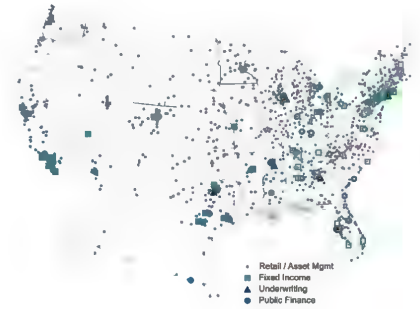 Retail / Asset Mgmt
Fixed Income
Underwriting
Public Finance